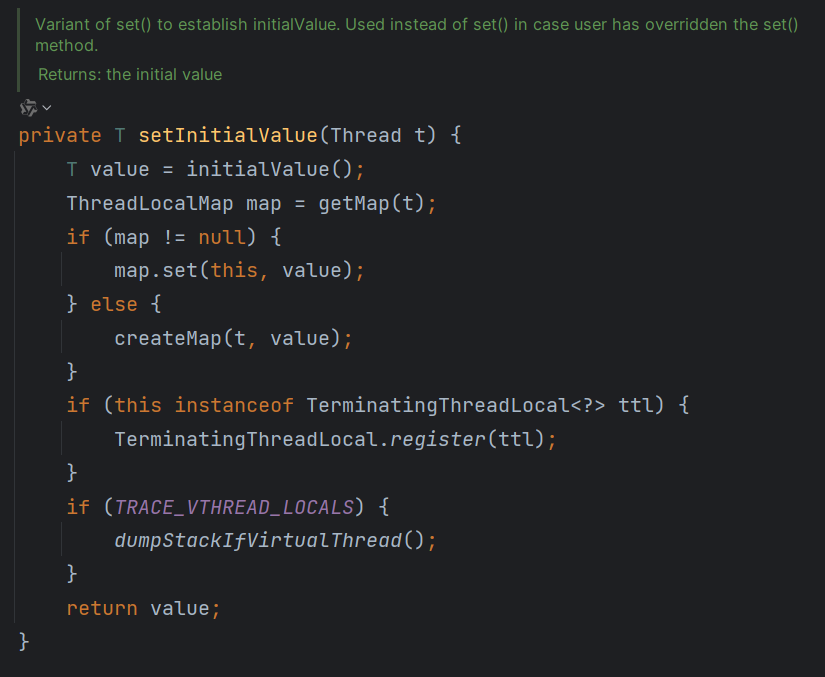 Variant of set() to establish initialValue. Used instead of set() in case user has overridden the set()
method.
Returns: the initial value
private T setInitialValue(Thread t) {
    T value = initialValue();
    ThreadLocalMap map = getMap(t);
    if (map != null) {
        map.set(this, value);
    } else {
        createMap(t, value);
    }
    if (this instanceof TerminatingThreadLocal<?> ttl) {
        TerminatingThreadLocal.register(ttl);
    }
    if (TRACE_VTHREAD_LOCALS) {
        dumpStackIfVirtualThread();
    }
    return value;
}